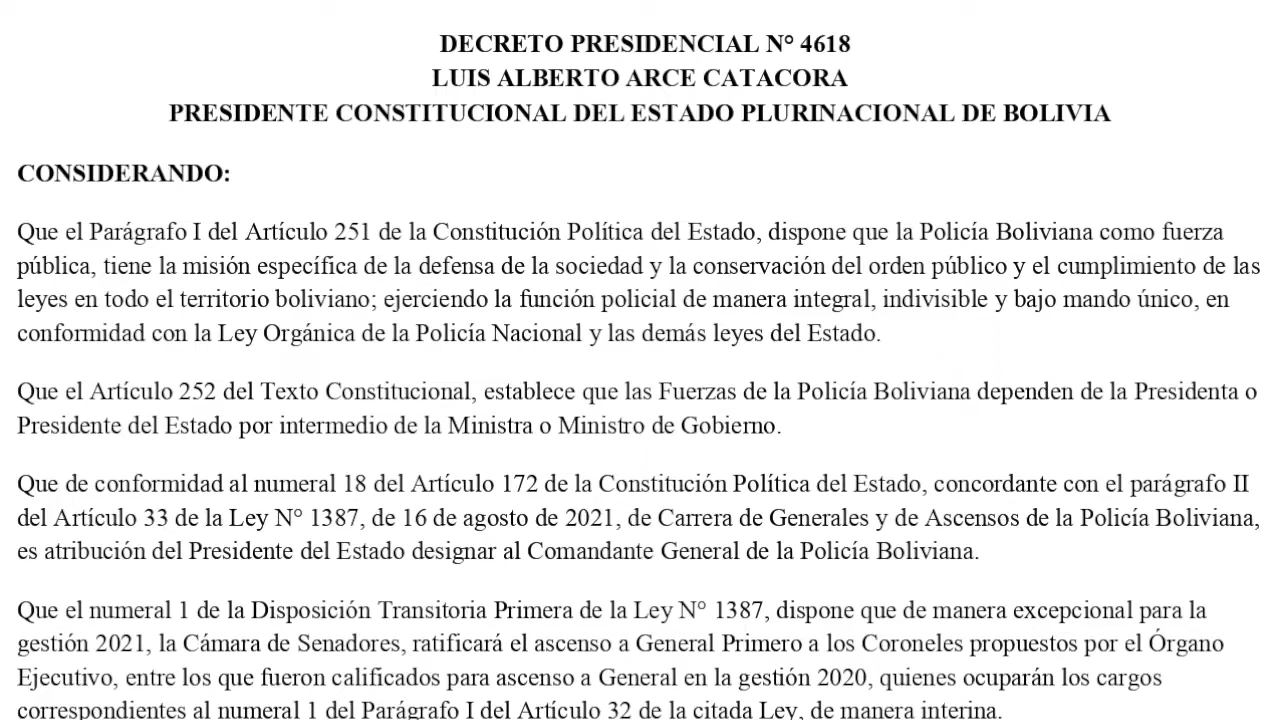 DECRETO PRESIDENCIAL N° 4618
LUIS ALBERTO ARCE CATACORA
PRESIDENTE CONSTITUCIONAL DEL ESTADO PLURINACIONAL DE BOLIVIA
CONSIDERANDO:
Que el Parágrafo I del Artículo 251 de la Constitución Política del Estado, dispone que la Policía Boliviana como fuerza
pública, tiene la misión específica de la defensa de la sociedad y la conservación del orden público y el cumplimiento de las
leyes en todo el territorio boliviano; ejerciendo la función policial de manera integral, indivisible y bajo mando único, en
conformidad con la Ley Orgánica de la Policía Nacional y las demás leyes del Estado.
Que el Artículo 252 del Texto Constitucional, establece que las Fuerzas de la Policía Boliviana dependen de la Presidenta o
Presidente del Estado por intermedio de la Ministra o Ministro de Gobierno.
Que de conformidad al numeral 18 del Artículo 172 de la Constitución Política del Estado, concordante con el parágrafo II
del Artículo 33 de la Ley N° 1387, de 16 de agosto de 2021, de Carrera de Generales y de Ascensos de la Policía Boliviana,
es atribución del Presidente del Estado designar al Comandante General de la Policía Boliviana.
Que el numeral 1 de la Disposición Transitoria Primera de la Ley N° 1387, dispone que de manera excepcional para la
gestión 2021, la Cámara de Senadores, ratificará el ascenso a General Primero a los Coroneles propuestos por el Órgano
Ejecutivo, entre los que fueron calificados para ascenso a General en la gestión 2020, quienes ocuparán los cargos
correspondientes al numeral 1 del Parágrafo I del Artículo 32 de la citada Ley, de manera interina.